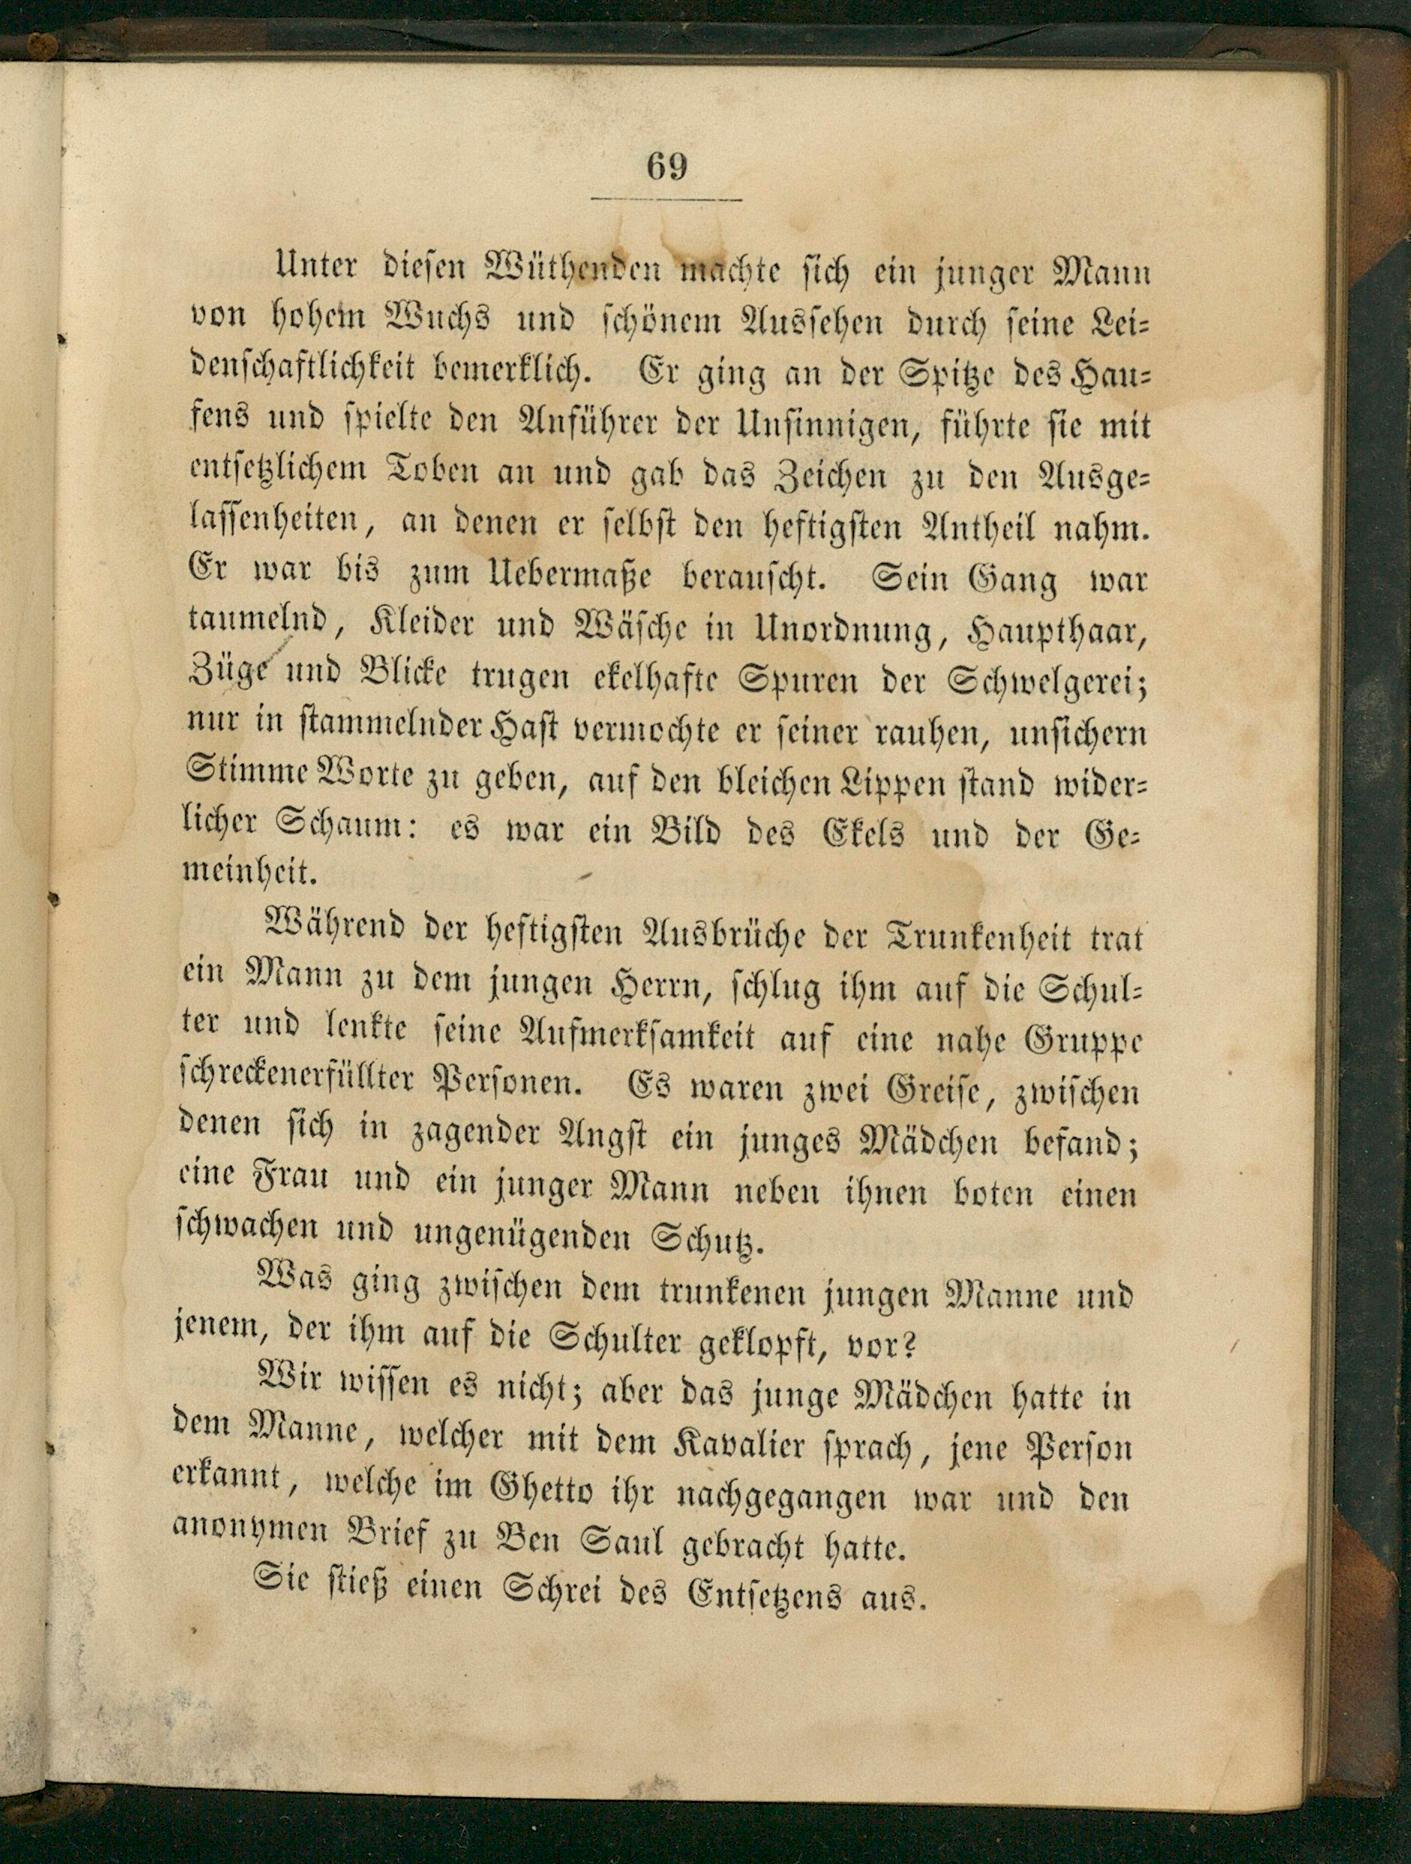 69
Unter diesen Wüthenden machte sich ein junger Mann
von hohem Wuchs und schönem Aussehen durch seine Lei-
denschaftlichkeit bemerklich. Er ging an der Spitze des Hau-
fens und spielte den Anführer der Unsinnigen, führte sie mit
entsetzlichem Toben an und gab das Zeichen zu den Ausge-
lassenheiten, an denen er selbst den heftigsten Antheil nahm.
Er war bis zum Uebermaße berauscht. Sein Gang war
taumelnd, Kleider und Wäsche in Unordnung, Haupthaar,
Züge und Blicke trugen ekelhafte Spuren der Schwelgerei;
nur in stammelnder Hast vermochte er seiner rauhen, unsichern
Stimme Worte zu geben, auf den bleichen Lippen stand wider-
licher Schaum: es war ein Bild des Ekels und der Ge-
meinheit.
Während der heftigsten Ausbrüche der Trunkenheit trat
ein Mann zu dem jungen Herrn, schlug ihm auf die Schul-
ter und lenkte seine Aufmerksamkeit auf eine nahe Gruppe
schreckenerfüllter Personen. Es waren zwei Greise, zwischen
denen sich in zagender Angst ein junges Mädchen befand;
eine Frau und ein junger Mann neben ihnen boten einen
schwachen und ungenügenden Schutz.
Was ging zwischen dem trunkenen jungen Manne und
jenem, der ihm auf die Schulter geklopft, vor?
Wir wissen es nicht; aber das junge Mädchen hatte in
dem Manne, welcher mit dem Kavalier sprach, jene Person
erkannt, welche im Ghetto ihr nachgegangen war und den
anonymen Brief zu Ben Saul gebracht hatte.
Sie stieß einen Schrei des Entsetzens aus.